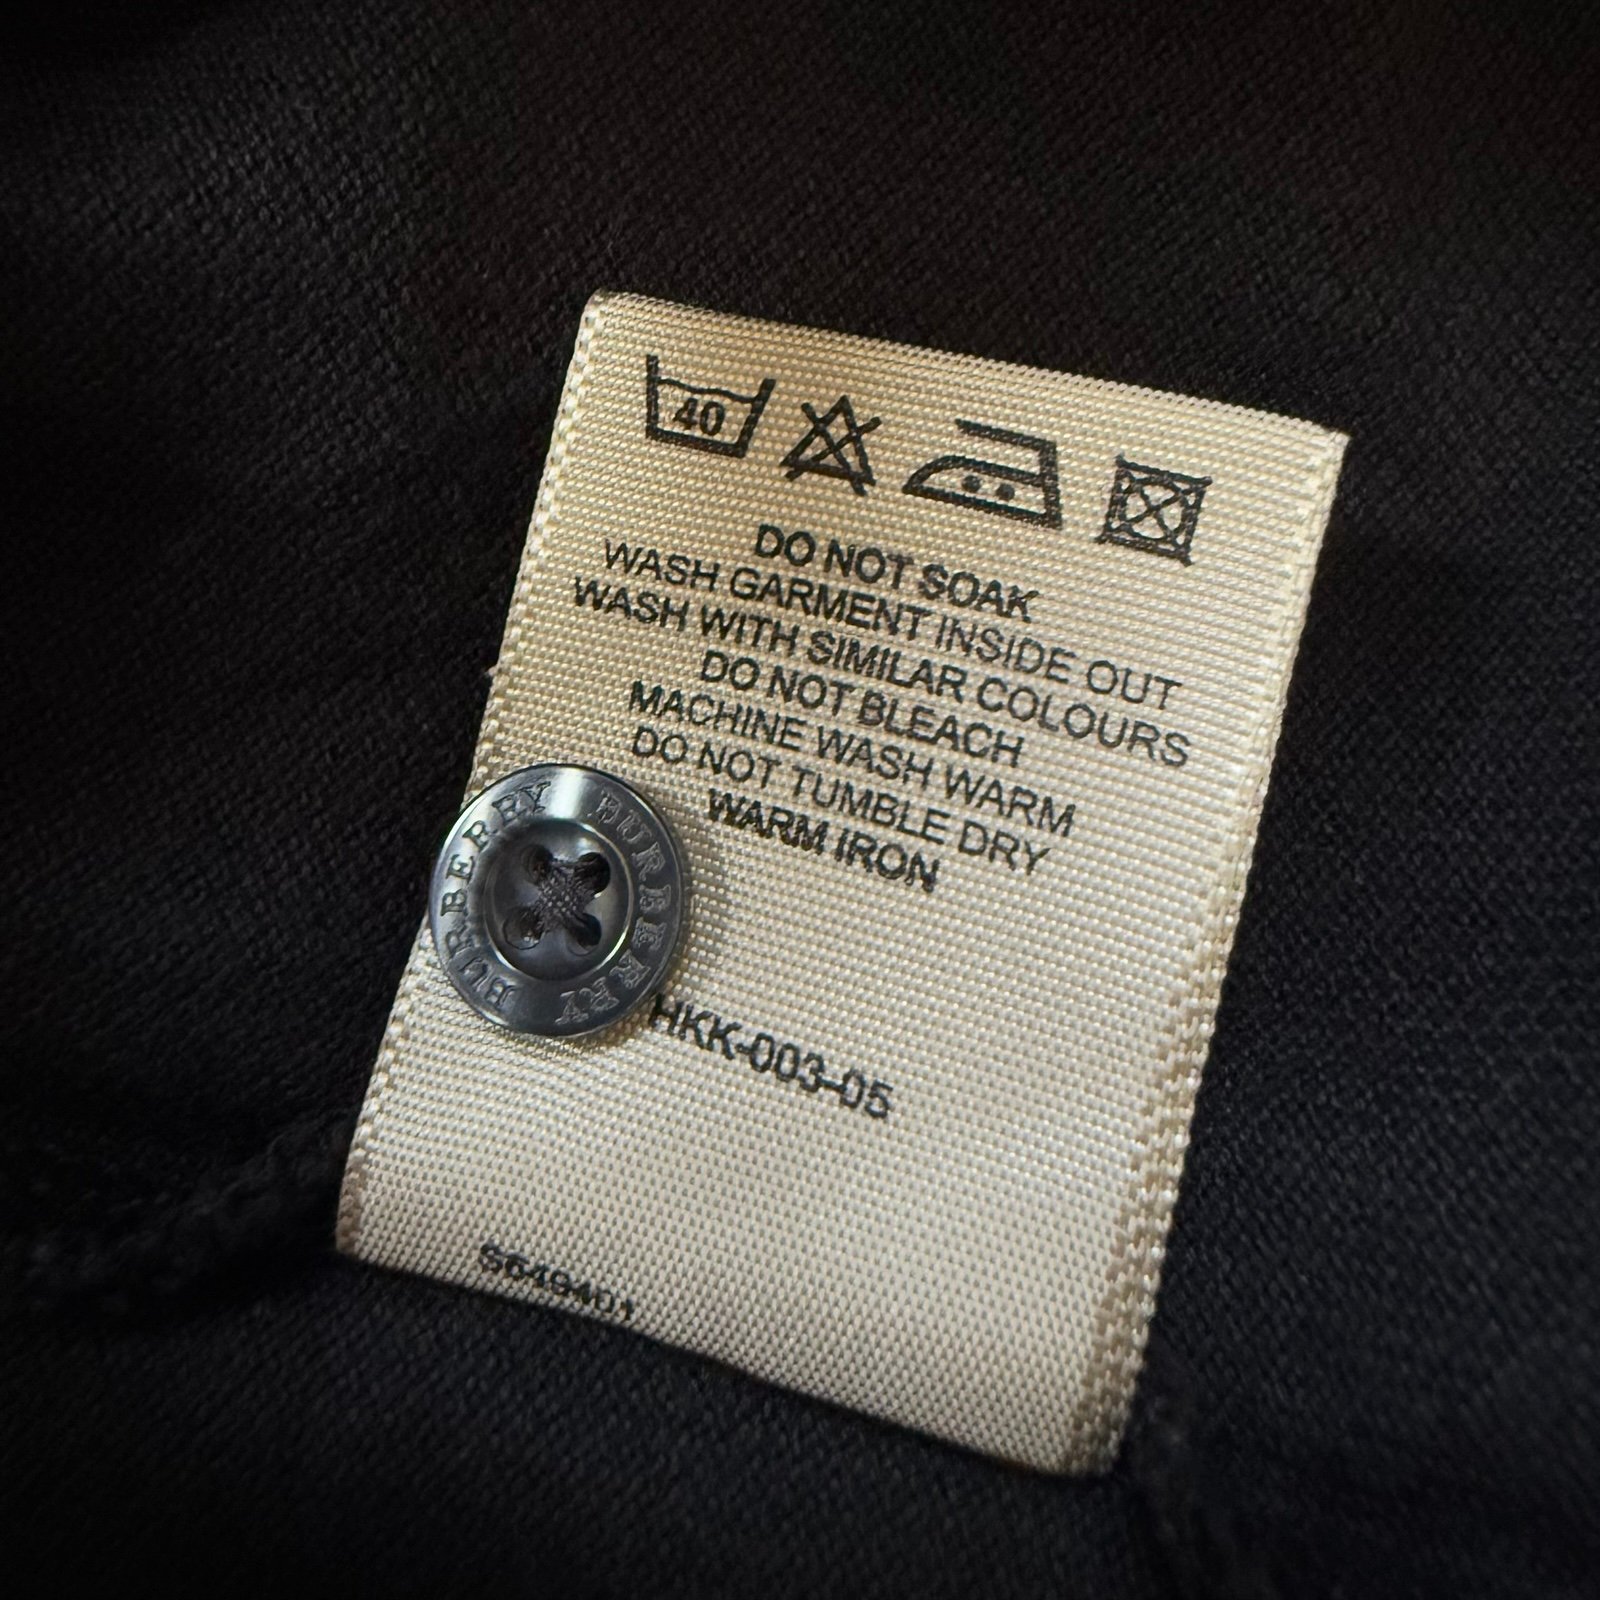 40
DO NOT SOAK
WASH GARMENT INSIDE OUT
WASH WITH SIMILAR COLOURS
DO NOT BLEACH
MACHINE WASH WARM
DO NOT TUMBLE DRY
WARM IRON
BURBERRY BURBERRY
HKK-003-05